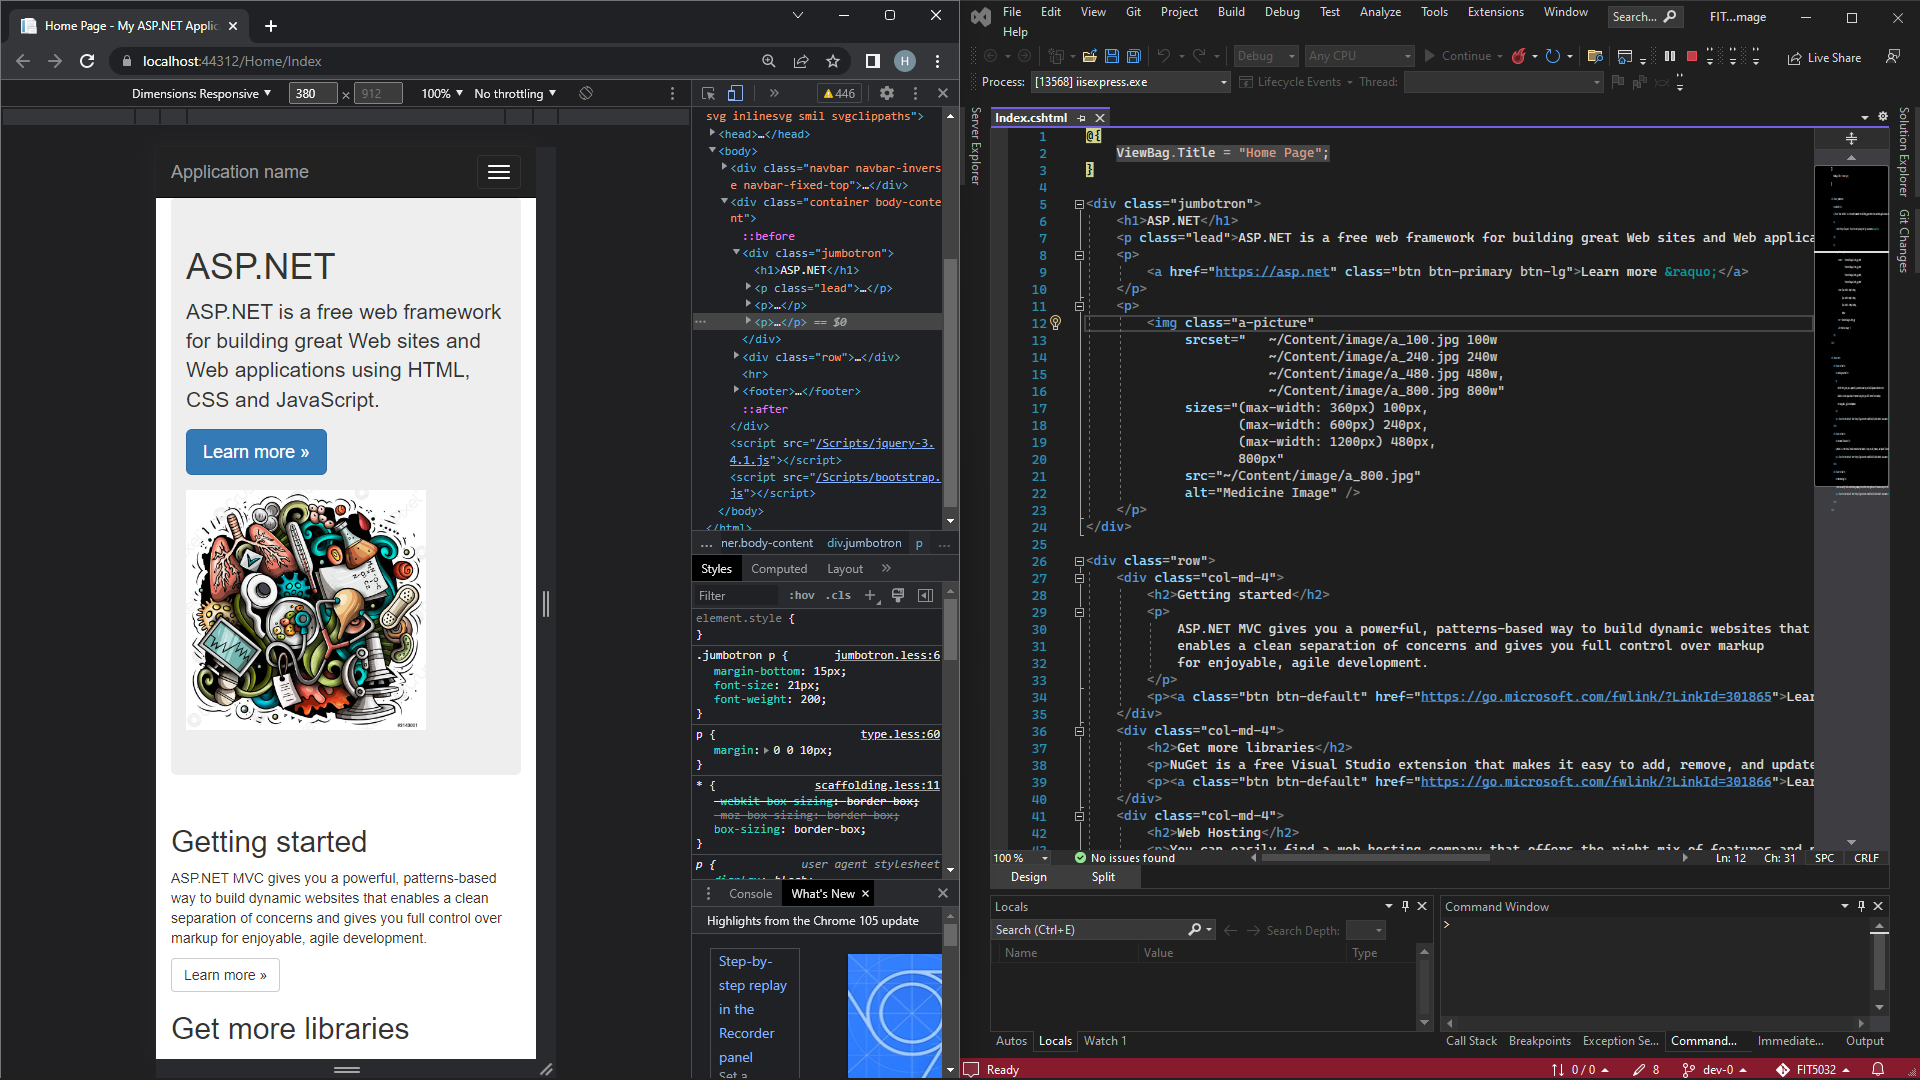 Home Page - My ASP.NET Applic
localhost:44312/Home/Index
Dimensions: Responsive 380 × 912 100% No throttling
446
Application name
ASP.NET
ASP.NET is a free web framework
for building great Web sites and
Web applications using HTML,
CSS and JavaScript.
Learn more »
Getting started
ASP.NET MVC gives you a powerful, patterns-based
way to build dynamic websites that enables a clean
separation of concerns and gives you full control over
markup for enjoyable, agile development.
Learn more »
Get more libraries
svg inlinesvg smil svgclippaths">
<head>…</head>
<body>
<div class="navbar navbar-invers
e navbar-fixed-top">…</div>
<div class="container body-conte
nt">
::before
<div class="jumbotron">
<h1>ASP.NET</h1>
<p class="lead">…</p>
<p>…</p>
<p>…</p> == $0
</div>
<div class="row">…</div>
<hr>
<footer>…</footer>
::after
</div>
<script src="/Scripts/jquery-3.
4.1.js"></script>
<script src="/Scripts/bootstrap.
js"></script>
</body>
</html>
... ner.body-content div.jumbotron p ...
Styles Computed Layout
Filter :hov .cls
element.style {
}
.jumbotron p { jumbotron.less:6
margin-bottom: 15px;
font-size: 21px;
font-weight: 200;
}
p { type.less:60
margin: 0 0 10px;
}
* { scaffolding.less:11
-webkit-box-sizing: border-box;
-moz-box-sizing: border-box;
box-sizing: border-box;
}
p { user agent stylesheet
display: block;
Console What's New
Highlights from the Chrome 105 update
Step-by-
step replay
in the
Recorder
panel
Set a
File Edit View Git Project Build Debug Test Analyze Tools Extensions Window Search... FIT...mage
Help
Debug Any CPU Continue Live Share
Process: [13568] iisexpress.exe Lifecycle Events Thread:
Server Explorer
Solution Explorer
Git Changes
Index.cshtml
1 @{
2 ViewBag.Title = "Home Page";
3 }
4
5 <div class="jumbotron">
6 <h1>ASP.NET</h1>
7 <p class="lead">ASP.NET is a free web framework for building great Web sites and Web applica
8 <p>
9 <a href="https://asp.net" class="btn btn-primary btn-lg">Learn more &raquo;</a>
10 </p>
11 <p>
12 <img class="a-picture"
13 srcset=" ~/Content/image/a_100.jpg 100w
14 ~/Content/image/a_240.jpg 240w
15 ~/Content/image/a_480.jpg 480w,
16 ~/Content/image/a_800.jpg 800w"
17 sizes="(max-width: 360px) 100px,
18 (max-width: 600px) 240px,
19 (max-width: 1200px) 480px,
20 800px"
21 src="~/Content/image/a_800.jpg"
22 alt="Medicine Image" />
23 </p>
24 </div>
25
26 <div class="row">
27 <div class="col-md-4">
28 <h2>Getting started</h2>
29 <p>
30 ASP.NET MVC gives you a powerful, patterns-based way to build dynamic websites that
31 enables a clean separation of concerns and gives you full control over markup
32 for enjoyable, agile development.
33 </p>
34 <p><a class="btn btn-default" href="https://go.microsoft.com/fwlink/?LinkId=301865">Lear
35 </div>
36 <div class="col-md-4">
37 <h2>Get more libraries</h2>
38 <p>NuGet is a free Visual Studio extension that makes it easy to add, remove, and update
39 <p><a class="btn btn-default" href="https://go.microsoft.com/fwlink/?LinkId=301866">Lear
40 </div>
41 <div class="col-md-4">
42 <h2>Web Hosting</h2>
<p>You can easily find a web hosting company that offers the right mix of features and
100 % No issues found Ln: 12 Ch: 31 SPC CRLF
Design Split
Locals
Search (Ctrl+E) Search Depth:
Name Value Type
Autos Locals Watch 1
Command Window
>
Call Stack Breakpoints Exception Se... Command... Immediate... Output
Ready 0 / 0 8 dev-0 FIT5032